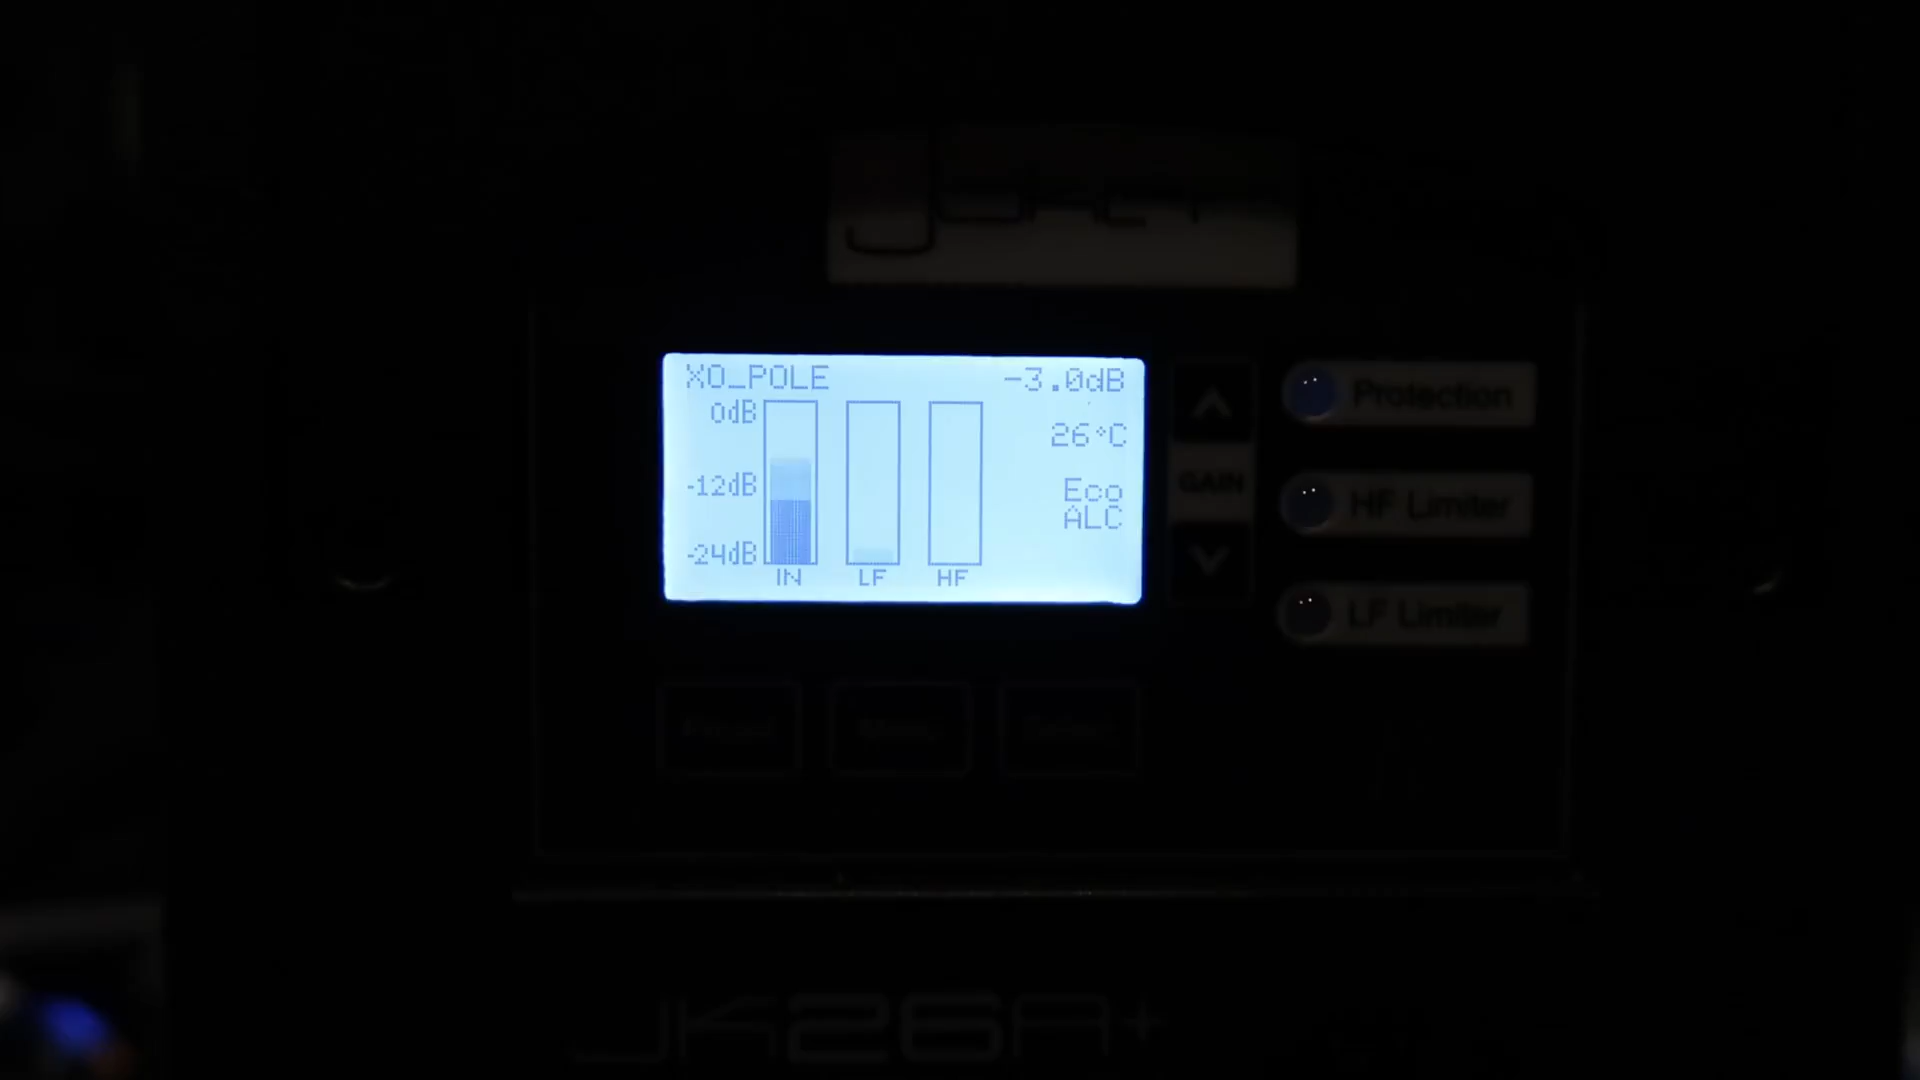 XO_POLE -3.0dB
0dB
26°C
-12dB
Eco
ALC
-24dB
IN LF HF
GAIN
Protection
HF Limiter
LF Limiter
JK26A+